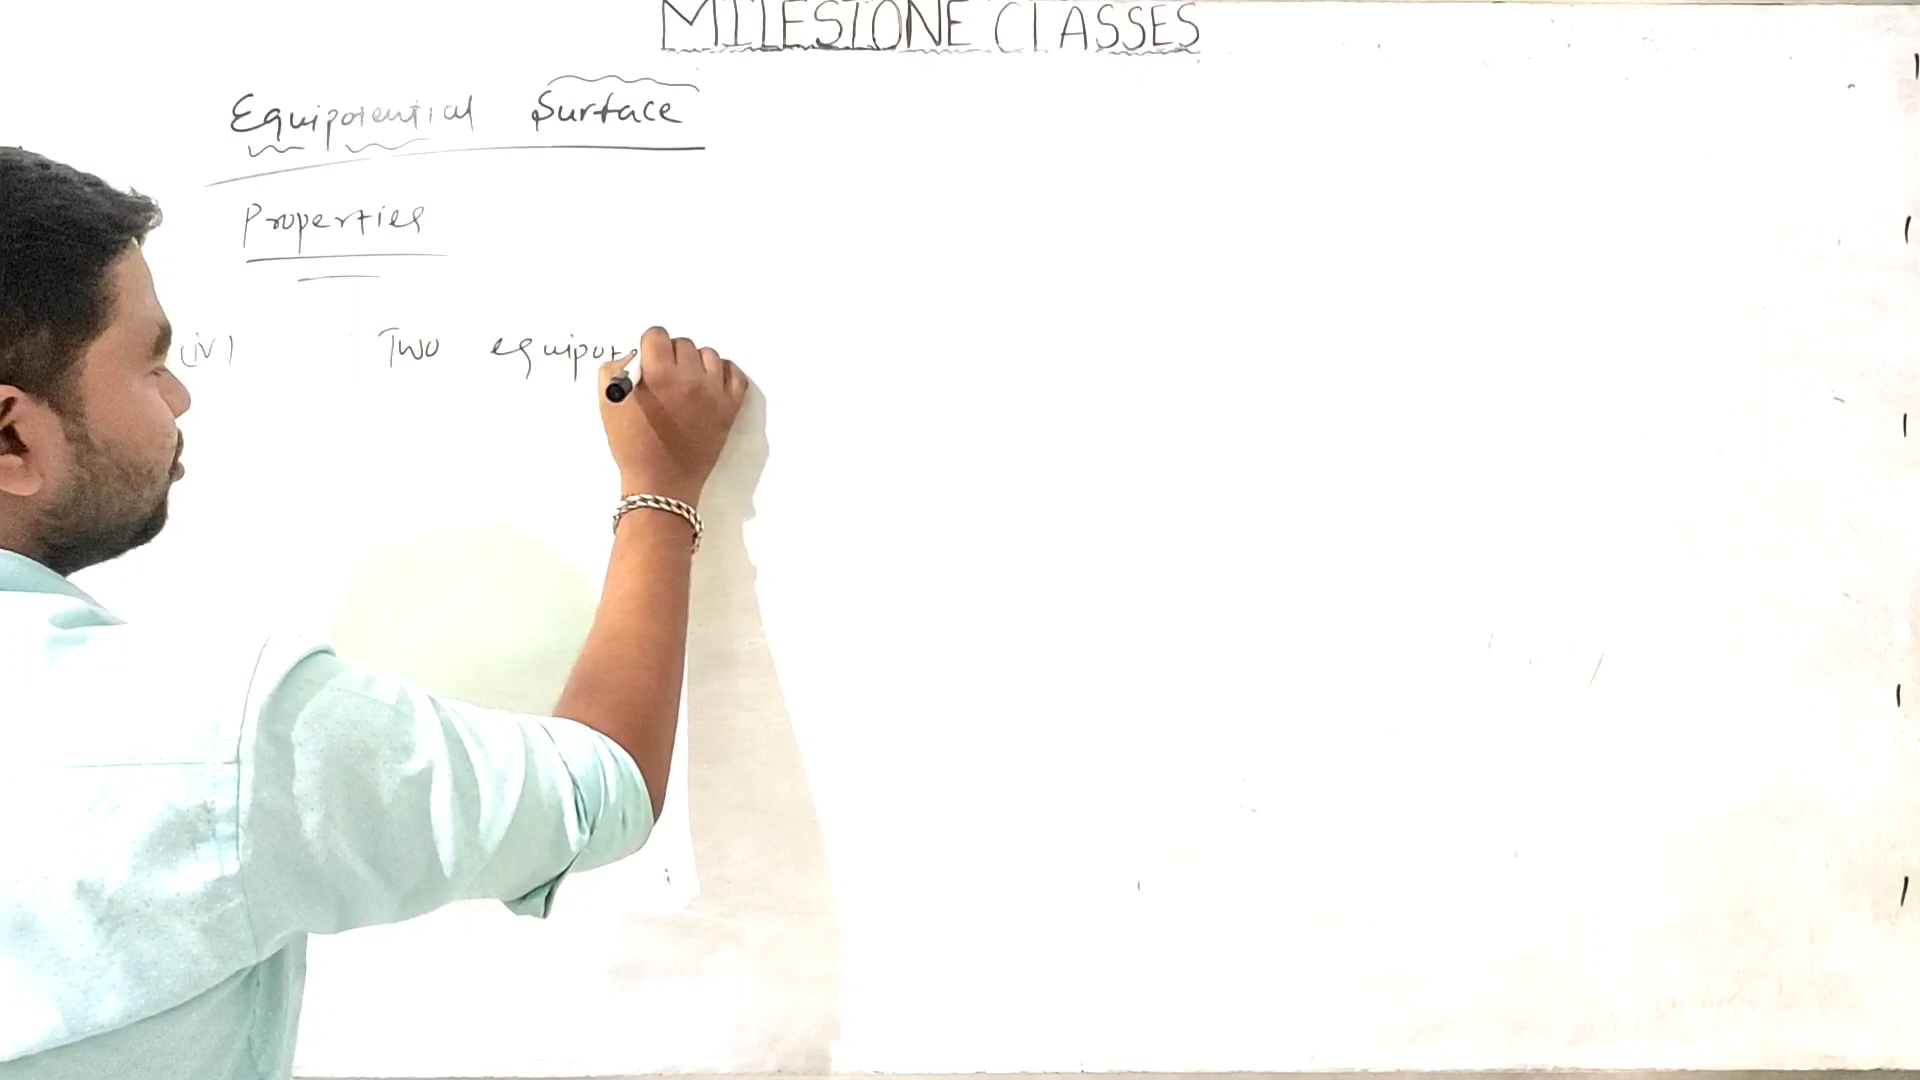 MILESTONE CLASSES
Equipotential Surface
Properties
(iv) Two equipot